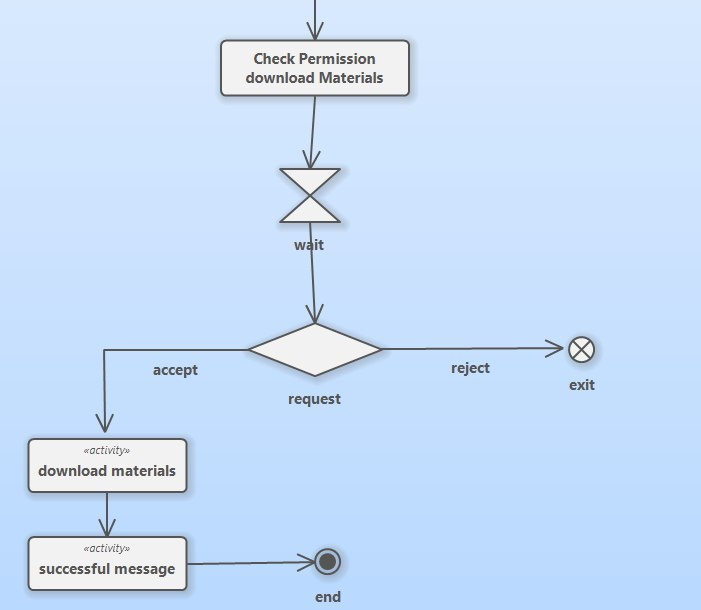 Check Permission
download Materials
wait
accept
reject
request
exit
«activity»
download materials
«activity»
successful message
end